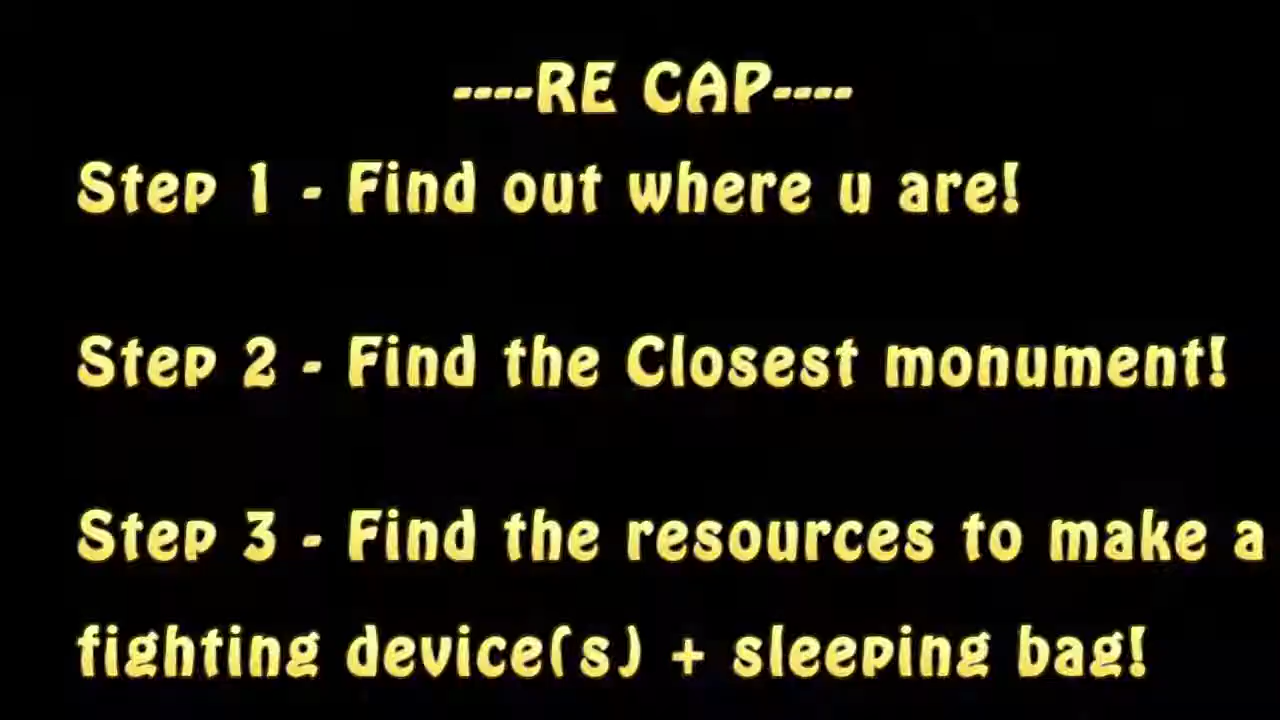 ----RE CAP----
Step 1 - Find out where u are!
Step 2 - Find the Closest monument!
Step 3 - Find the resources to make a
fighting device(s) + sleeping bag!